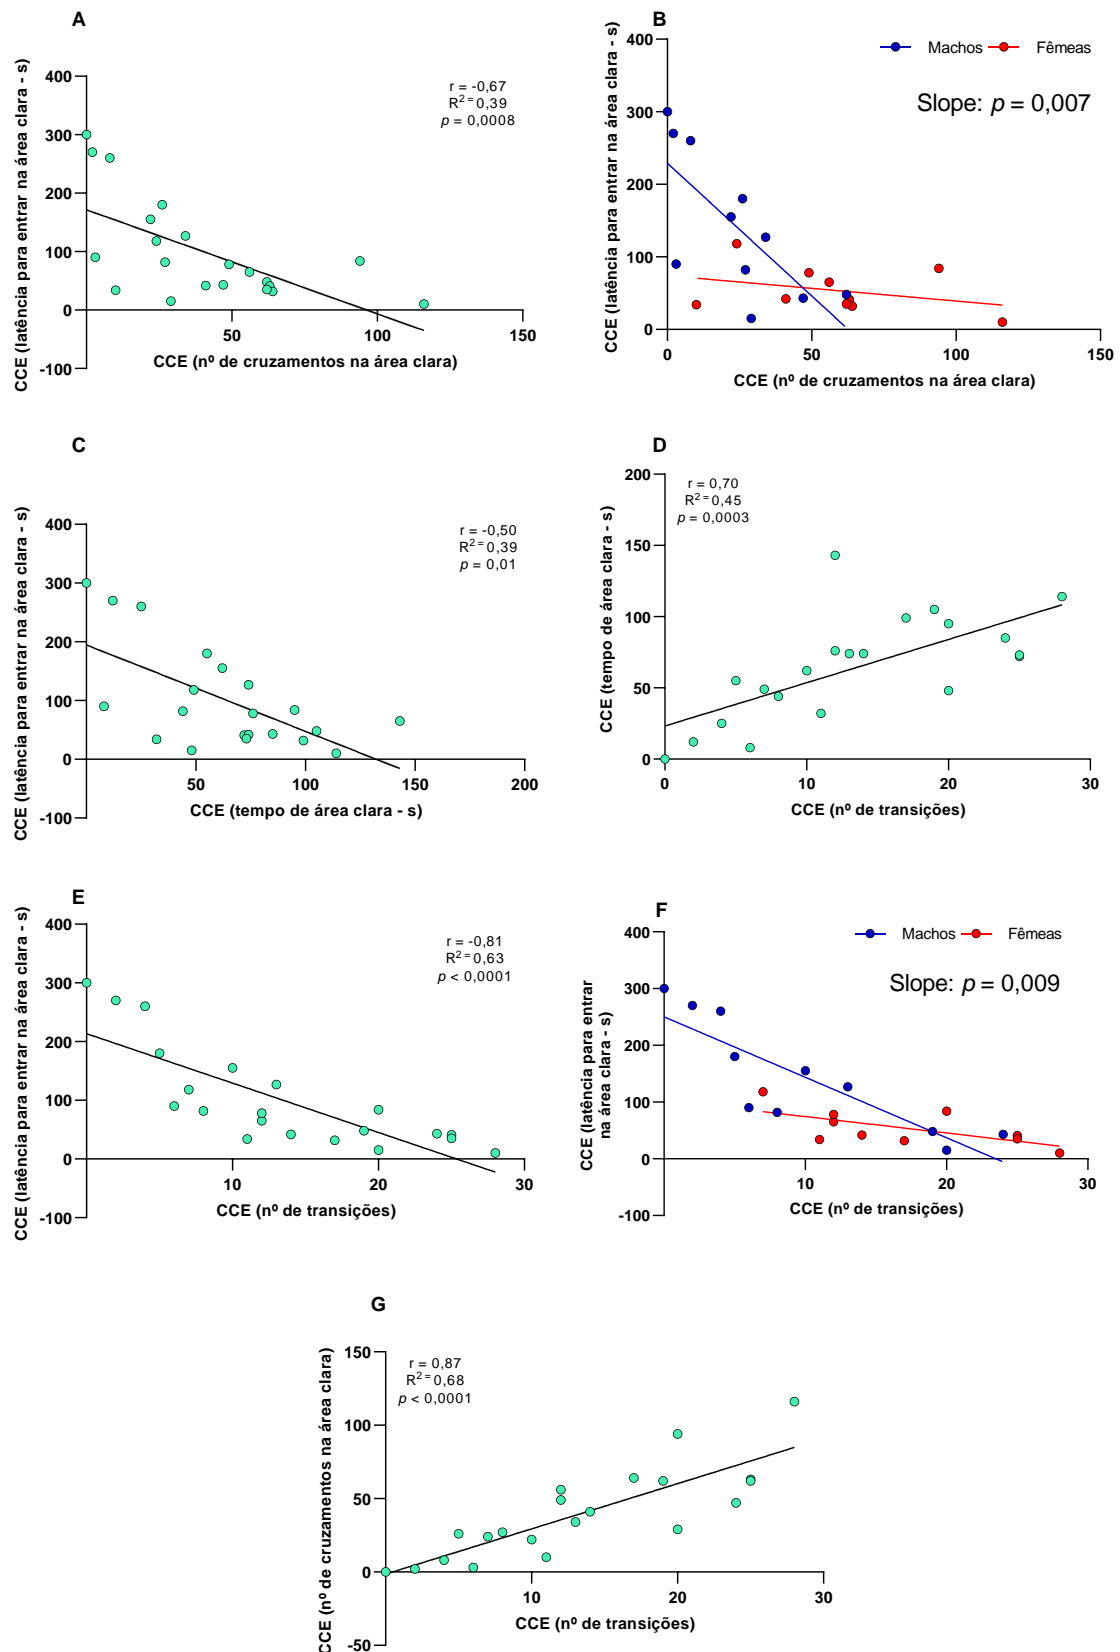 A
CCE (latência para entrar na área clara - s)
400
300
200
100
0
-100
50
100
150
CCE (nº de cruzamentos na área clara)
r = -0,67
R² = 0,39
p = 0,0008
B
CCE (latência para entrar na área clara - s)
400
300
200
100
0
0
50
100
150
CCE (nº de cruzamentos na área clara)
Machos
Fêmeas
Slope: p = 0,007
C
CCE (latência para entrar na área clara - s)
400
300
200
100
0
-100
50
100
150
200
CCE (tempo de área clara - s)
r = -0,50
R² = 0,39
p = 0,01
D
CCE (tempo de área clara - s)
200
150
100
50
0
0
10
20
30
CCE (nº de transições)
r = 0,70
R² = 0,45
p = 0,0003
E
CCE (latência para entrar na área clara - s)
400
300
200
100
0
-100
10
20
30
CCE (nº de transições)
r = -0,81
R² = 0,63
p < 0,0001
F
CCE (latência para entrar
na área clara - s)
400
300
200
100
0
-100
10
20
30
CCE (nº de transições)
Machos
Fêmeas
Slope: p = 0,009
G
CCE (nº de cruzamentos na área clara)
150
100
50
0
-50
10
20
30
CCE (nº de transições)
r = 0,87
R² = 0,68
p < 0,0001